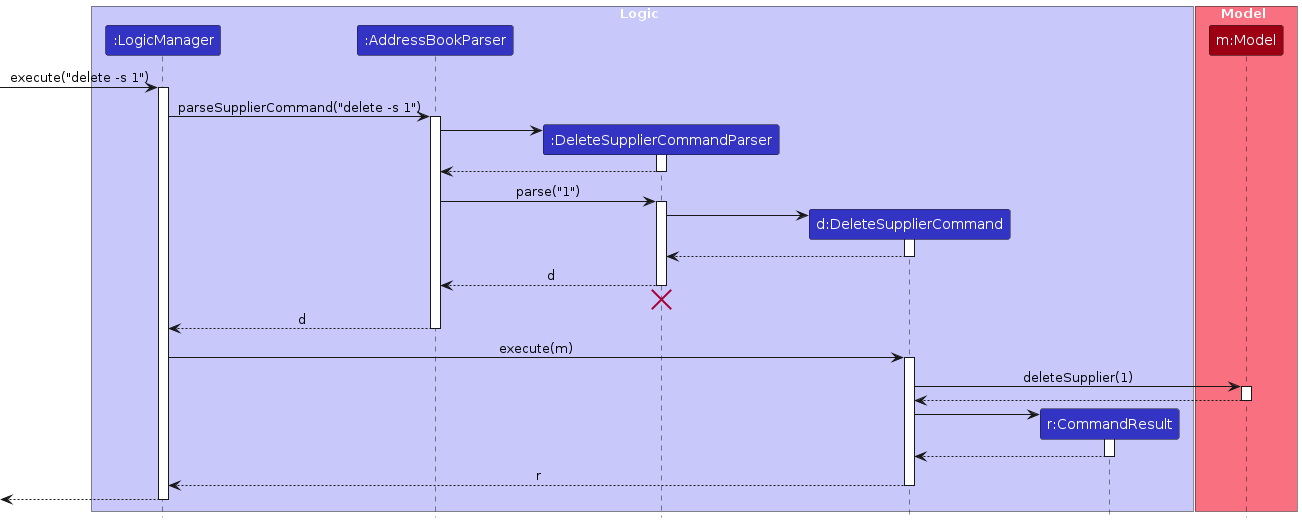 Logic
Model
:LogicManager
:AddressBookParser
m:Model
execute("delete -s 1")
parseSupplierCommand("delete -s 1")
:DeleteSupplierCommandParser
parse("1")
d:DeleteSupplierCommand
d
d
execute(m)
deleteSupplier(1)
r:CommandResult
r